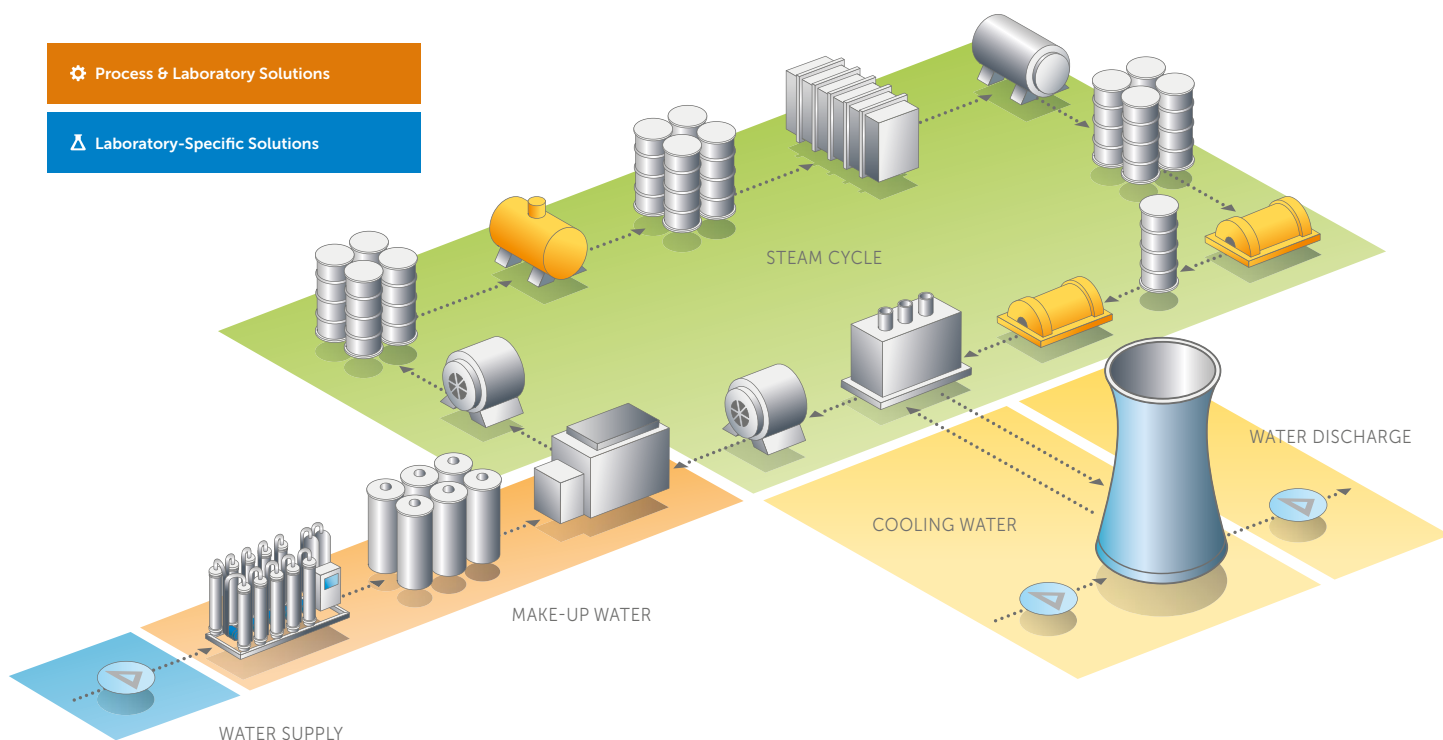 Process & Laboratory Solutions
Laboratory-Specific Solutions
STEAM CYCLE
WATER DISCHARGE
COOLING WATER
MAKE-UP WATER
WATER SUPPLY